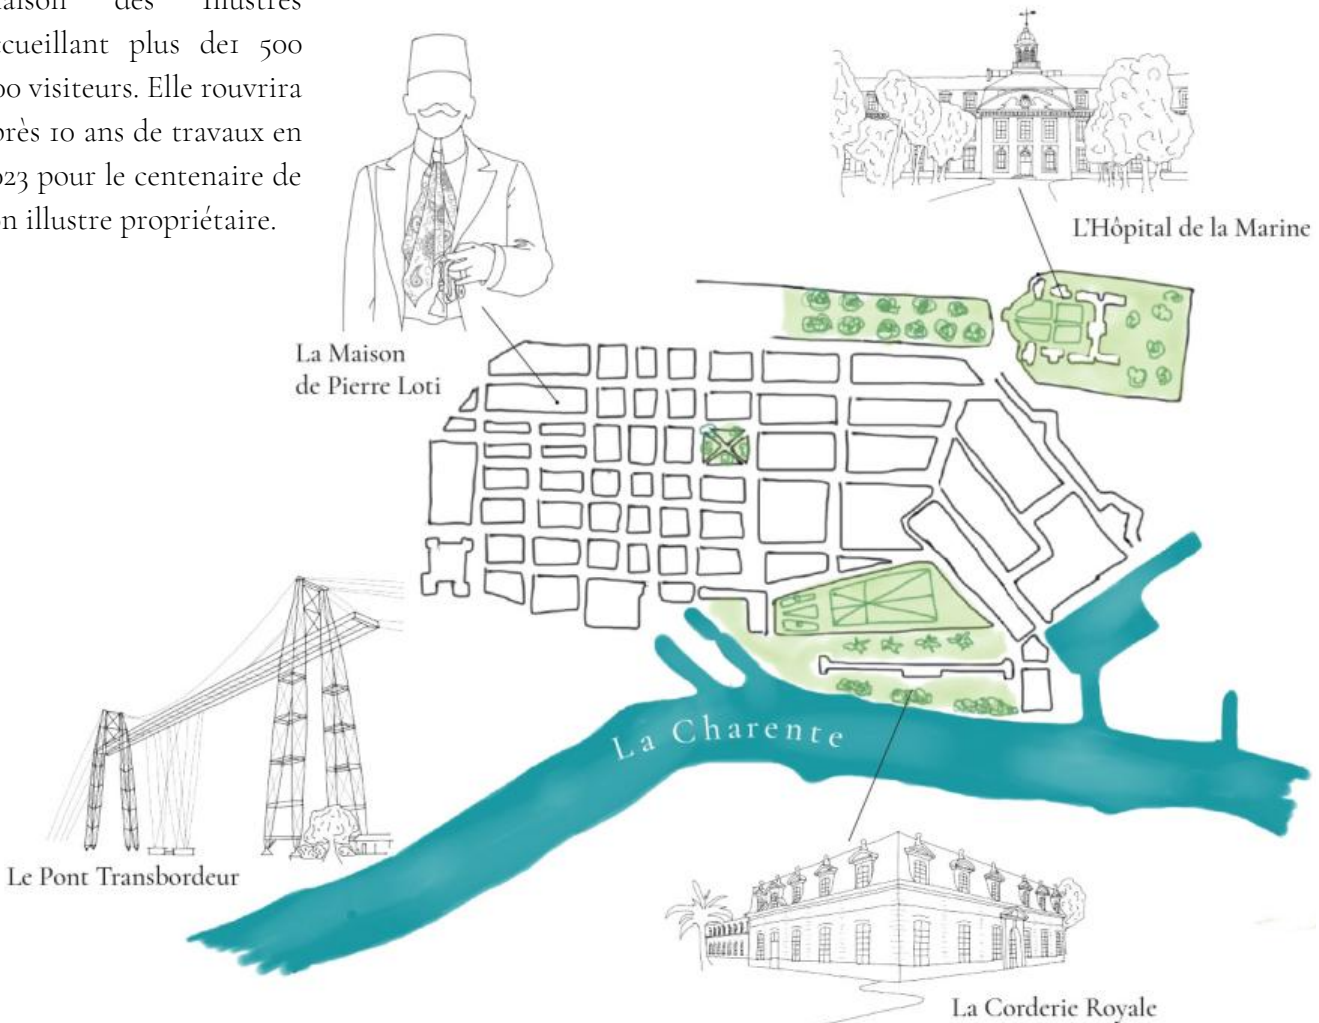 des Illustres
plus de1 500
visiteurs. Elle rouvrira
10 ans de travaux en
pour le centenaire de
illustre propriétaire.
L'Hôpital de la Marine
La Maison
de Pierre Loti
La Charente
Le Pont Transbordeur
La Corderie Royale